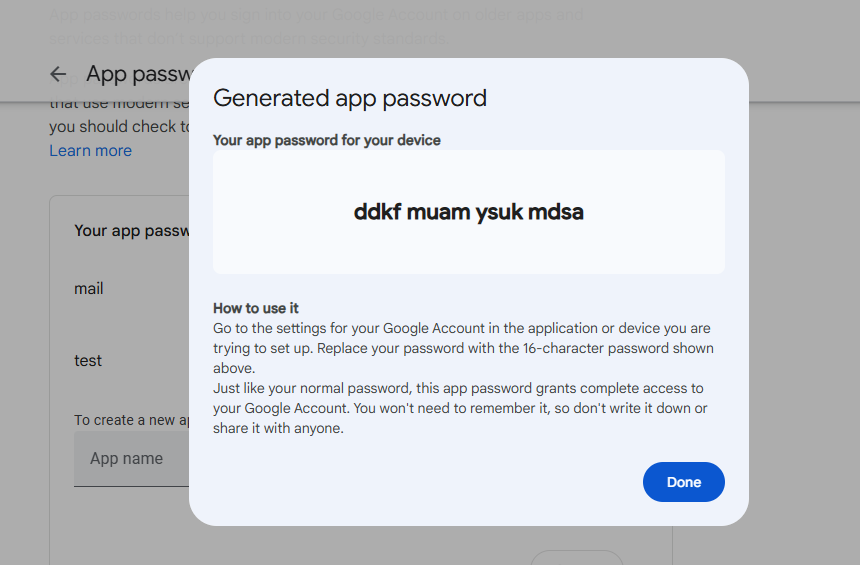 App passwords help you sign into your Google Account on older apps and
services that don't support modern security standards.
App passw
that use modern se
you should check to
Learn more
Generated app password
Your app password for your device
ddkf muam ysuk mdsa
How to use it
Go to the settings for your Google Account in the application or device you are
trying to set up. Replace your password with the 16-character password shown
above.
Just like your normal password, this app password grants complete access to
your Google Account. You won't need to remember it, so don't write it down or
share it with anyone.
Done
Your app passw
mail
test
To create a new ap
App name